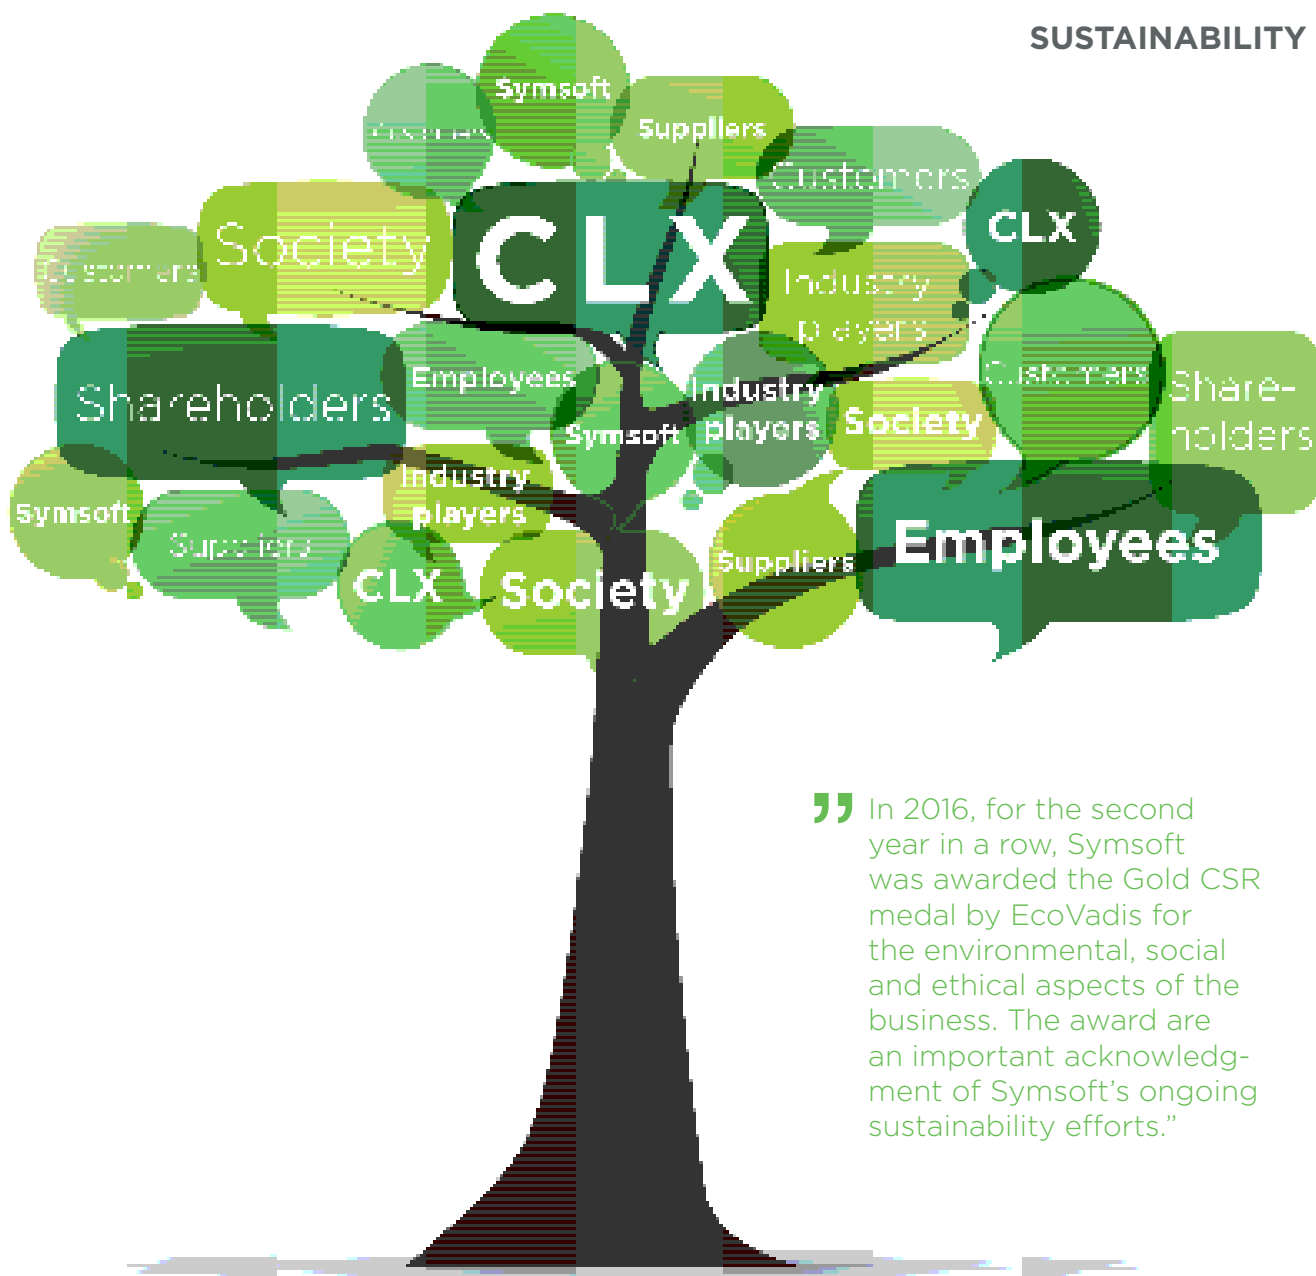 SUSTAINABILITY
Symsoft
Suppliers
Customers
CLX
Society
CLX
Customers
Industry
players
Shareholders
Employees
Customers
Share-
holders
Industry
players
Society
Symsoft
Industry
players
Symsoft
Suppliers
Employees
Suppliers
CLX
Society
” In 2016, for the second
year in a row, Symsoft
was awarded the Gold CSR
medal by EcoVadis for
the environmental, social
and ethical aspects of the
business. The award are
an important acknowledg-
ment of Symsoft’s ongoing
sustainability efforts.”